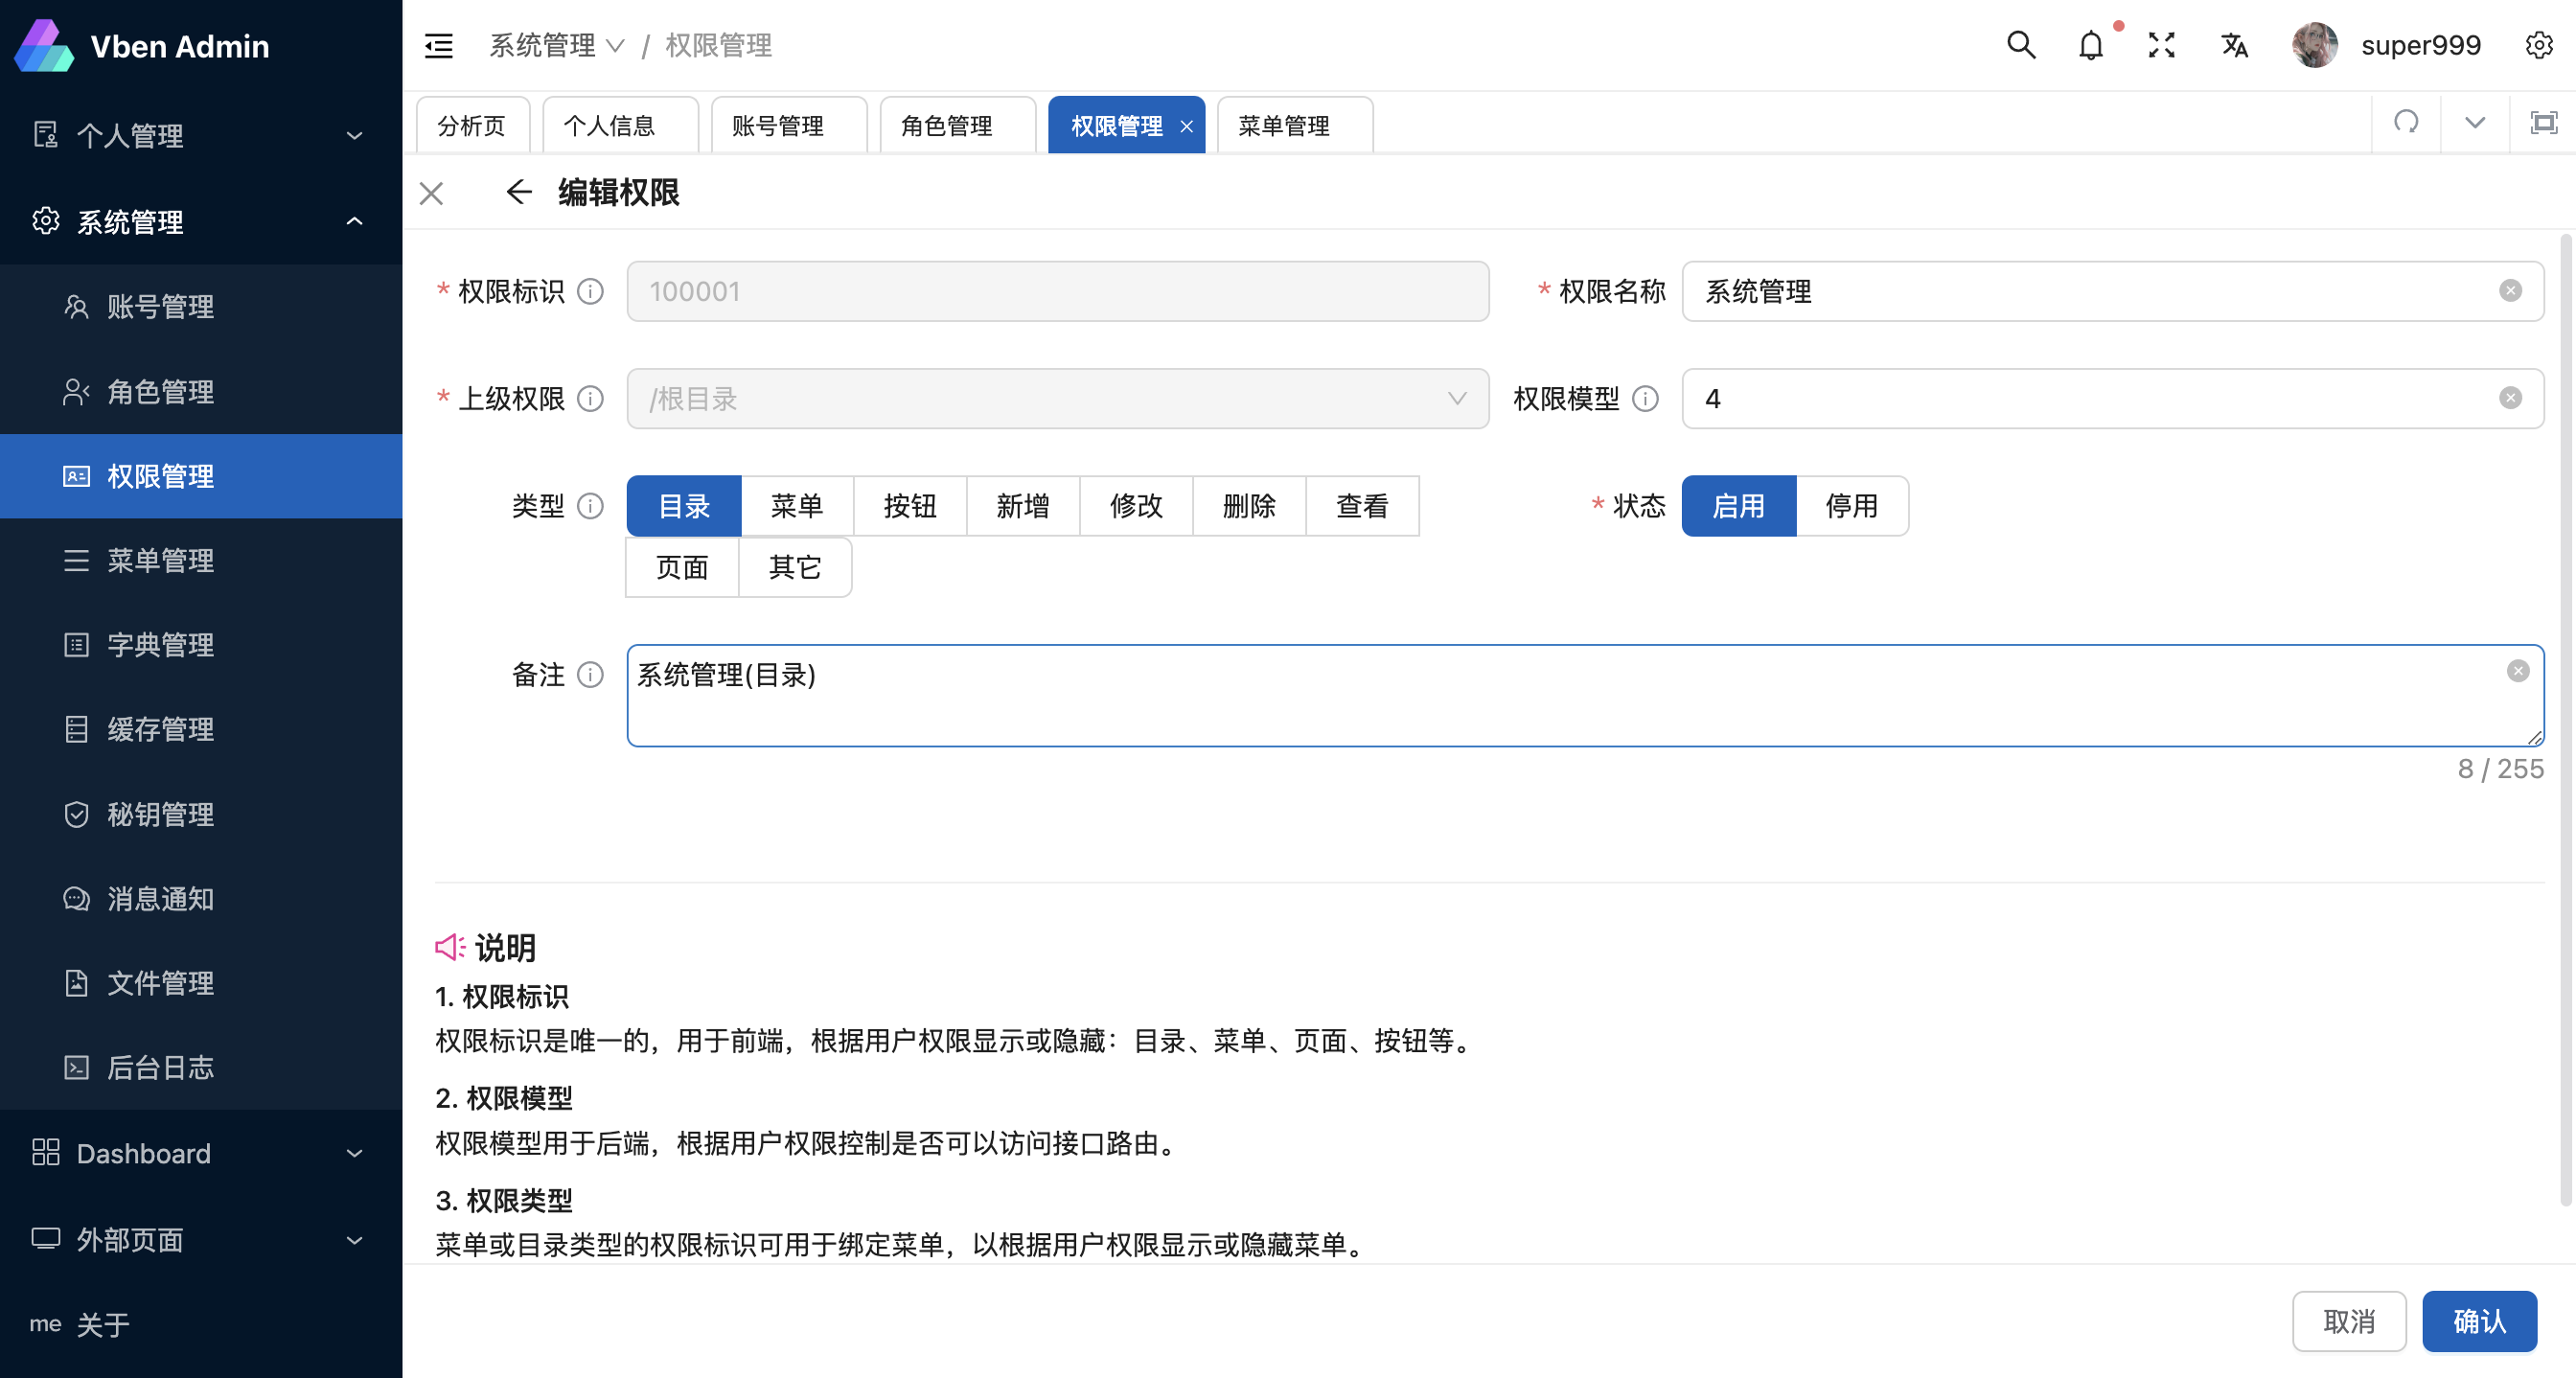 Vben Admin
个人管理
系统管理
账号管理
角色管理
权限管理
菜单管理
字典管理
缓存管理
秘钥管理
消息通知
文件管理
后台日志
Dashboard
外部页面
me 关于
系统管理 / 权限管理
super999
分析页 个人信息 账号管理 角色管理 权限管理 菜单管理
编辑权限
* 权限标识 100001 * 权限名称 系统管理
* 上级权限 /根目录 权限模型 4
类型 目录 菜单 按钮 新增 修改 删除 查看 * 状态 启用 停用
页面 其它
备注 系统管理(目录)
8 / 255
说明
1. 权限标识
权限标识是唯一的，用于前端，根据用户权限显示或隐藏：目录、菜单、页面、按钮等。
2. 权限模型
权限模型用于后端，根据用户权限控制是否可以访问接口路由。
3. 权限类型
菜单或目录类型的权限标识可用于绑定菜单，以根据用户权限显示或隐藏菜单。
取消 确认